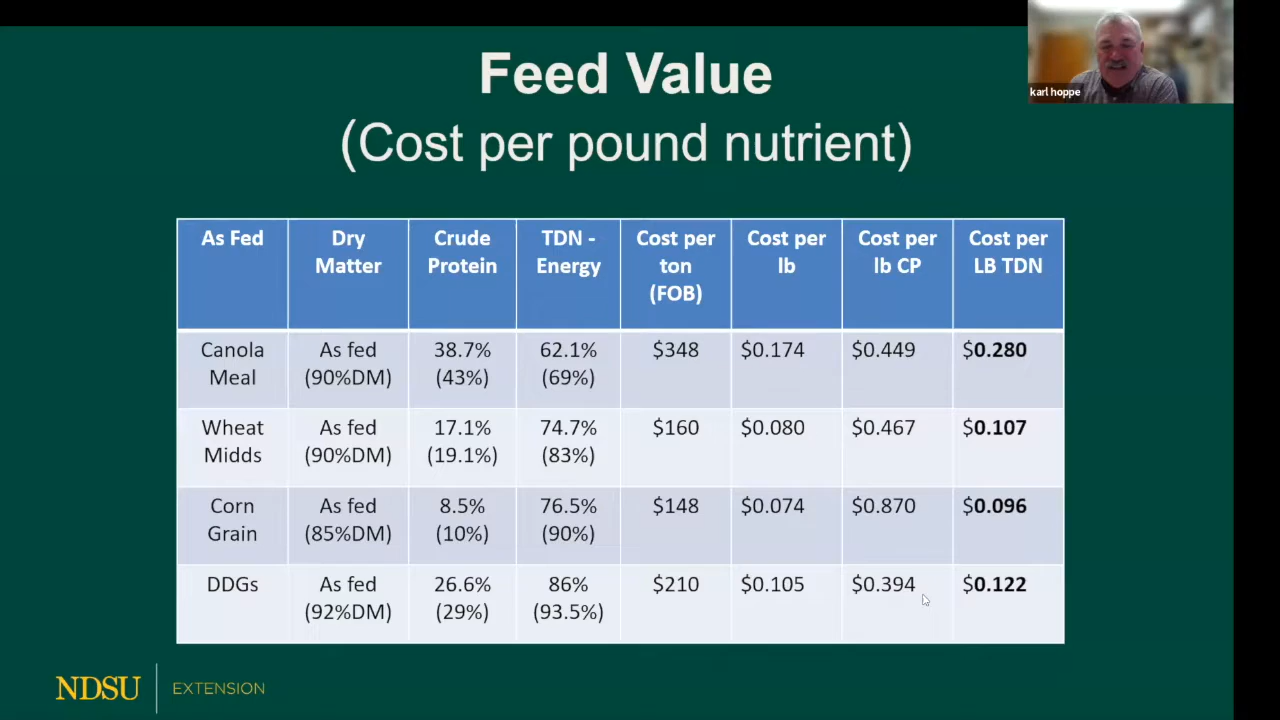 Feed Value
(Cost per pound nutrient)
karl hoppe
As Fed
Dry
Matter
Crude
Protein
TDN -
Energy
Cost per
ton
(FOB)
Cost per
lb
Cost per
lb CP
Cost per
LB TDN
Canola
Meal
As fed
(90%DM)
38.7%
(43%)
62.1%
(69%)
$348
$0.174
$0.449
$0.280
Wheat
Midds
As fed
(90%DM)
17.1%
(19.1%)
74.7%
(83%)
$160
$0.080
$0.467
$0.107
Corn
Grain
As fed
(85%DM)
8.5%
(10%)
76.5%
(90%)
$148
$0.074
$0.870
$0.096
DDGs
As fed
(92%DM)
26.6%
(29%)
86%
(93.5%)
$210
$0.105
$0.394
$0.122
NDSU
EXTENSION